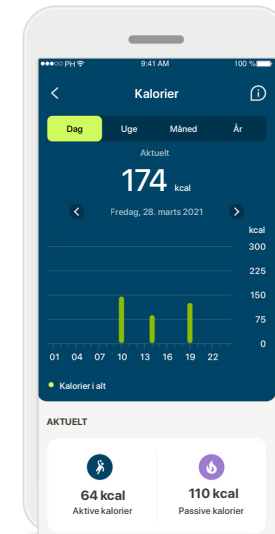 PH 9:41 AM 100 %
Kalorier
Dag Uge Måned År
Aktuelt
174 kcal
Fredag, 28. marts 2021
kcal
300
225
150
75
0
01 04 07 10 13 16 19 22
Kalorier i alt
AKTUELT
64 kcal 110 kcal
Aktive kalorier Passive kalorier